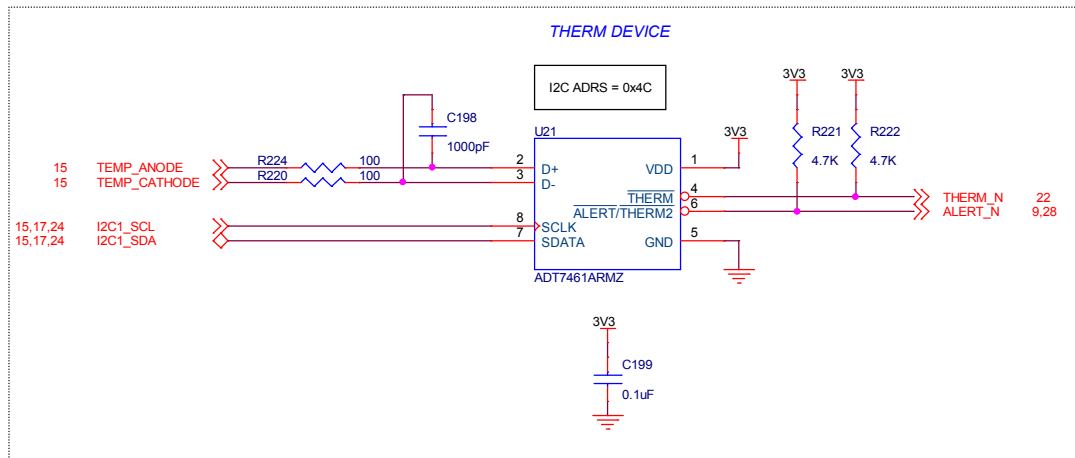 THERM DEVICE
I2C ADRS = 0x4C
3V3
3V3
C198
1000pF
U21
3V3
R221
4.7K
R222
4.7K
15 TEMP_ANODE R224 100 2 D+ VDD 1
15 TEMP_CATHODE R220 100 3 D-
THERM 4 THERM_N 22
ALERT/THERM2 6 ALERT_N 9,28
15,17,24 I2C1_SCL 8 SCLK
15,17,24 I2C1_SDA 7 SDATA GND 5
ADT7461ARMZ
3V3
C199
0.1uF